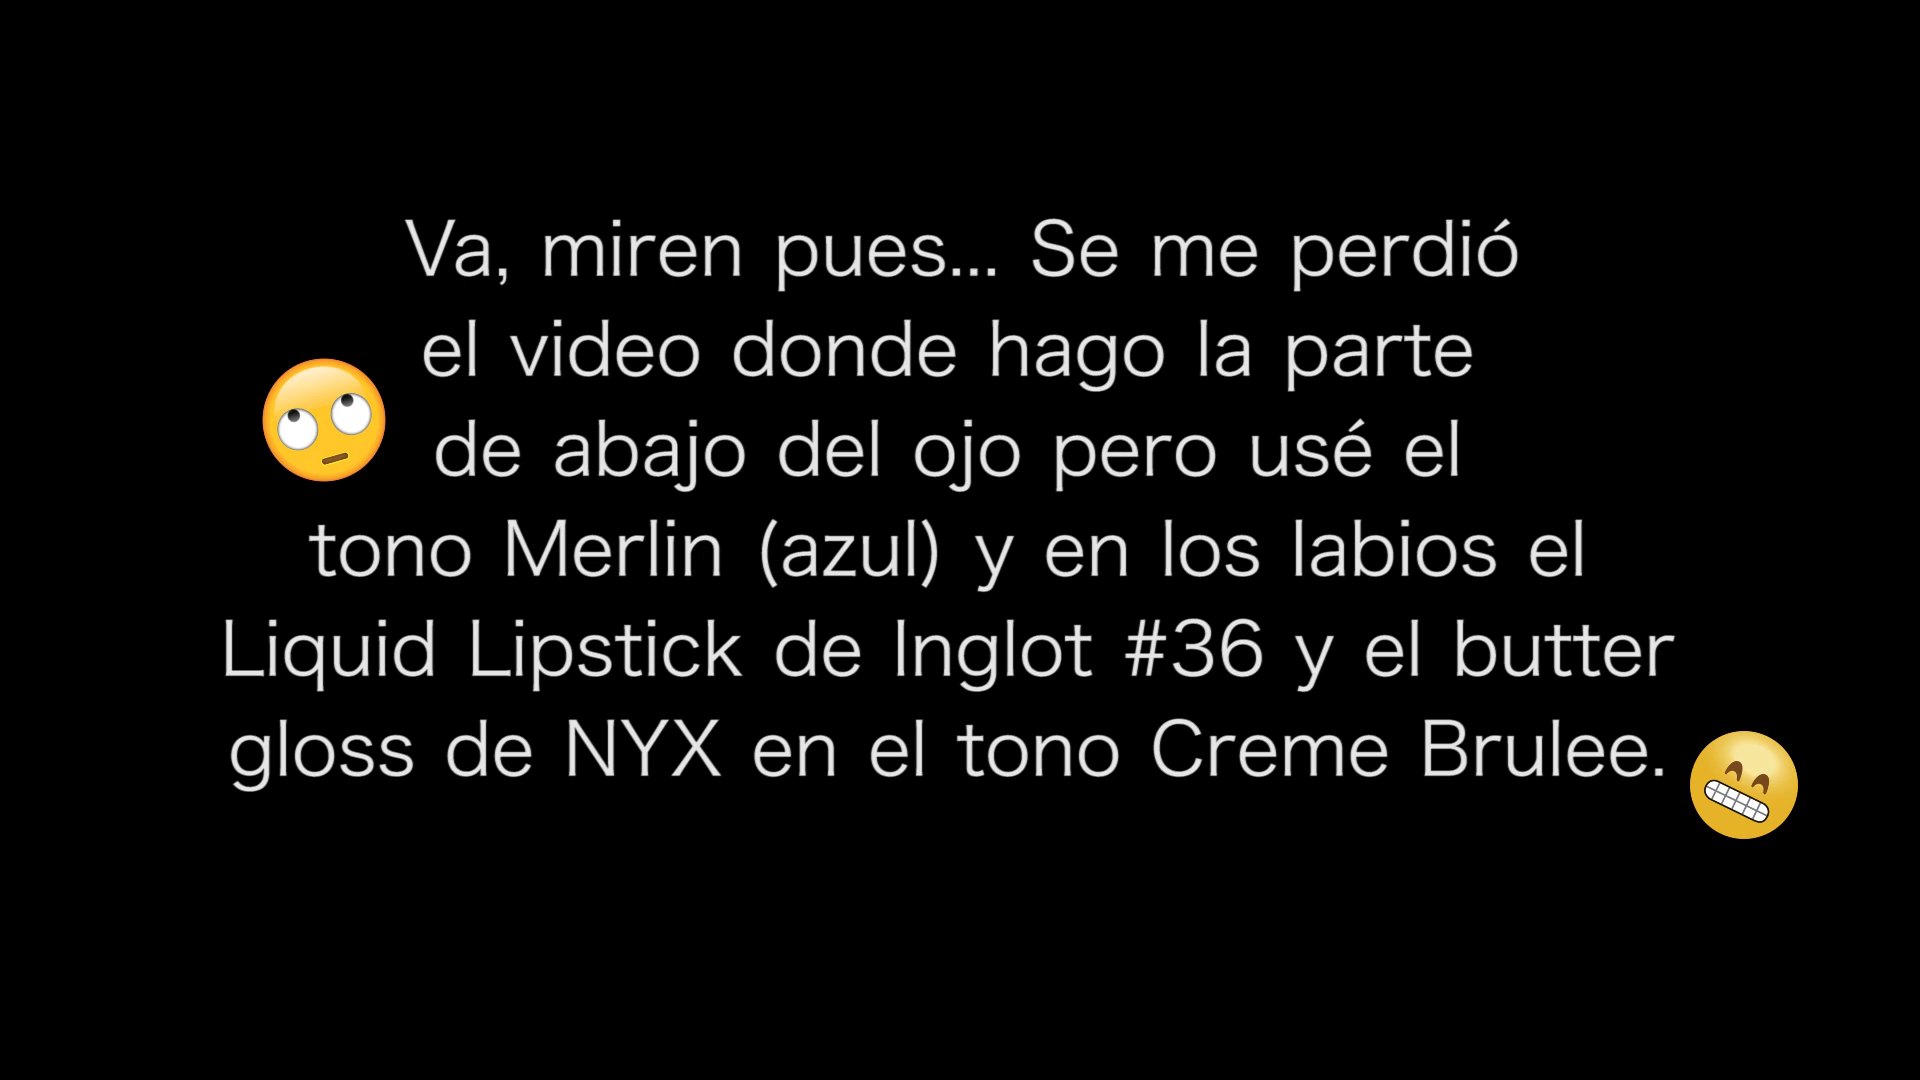 Va, miren pues... Se me perdió
el video donde hago la parte
de abajo del ojo pero usé el
tono Merlin (azul) y en los labios el
Liquid Lipstick de Inglot #36 y el butter
gloss de NYX en el tono Creme Brulee.